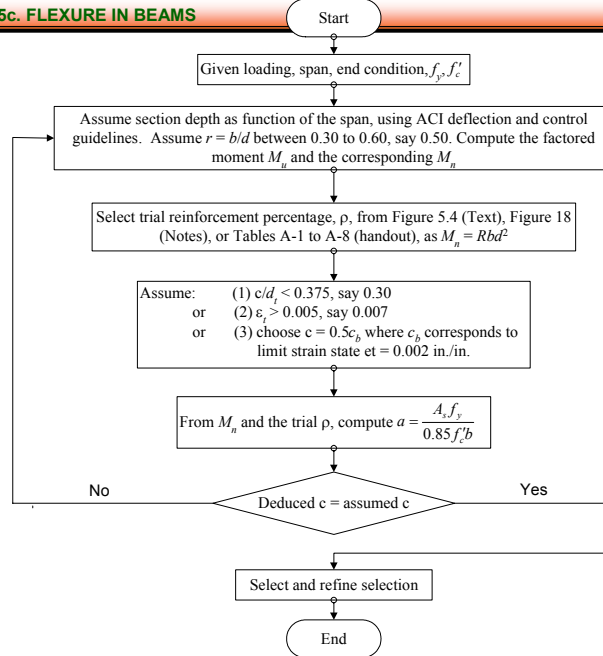 5c. FLEXURE IN BEAMS
Start
Given loading, span, end condition, f_y, f'_c
Assume section depth as function of the span, using ACI deflection and control
guidelines. Assume r = b/d between 0.30 to 0.60, say 0.50. Compute the factored
moment M_u and the corresponding M_n
Select trial reinforcement percentage, ρ, from Figure 5.4 (Text), Figure 18
(Notes), or Tables A-1 to A-8 (handout), as M_n = Rbd²
Assume: (1) c/d_t < 0.375, say 0.30
or (2) ε_t > 0.005, say 0.007
or (3) choose c = 0.5c_b where c_b corresponds to
limit strain state et = 0.002 in./in.
From M_n and the trial ρ, compute a = A_s f_y / 0.85 f'_c b
No
Deduced c = assumed c
Yes
Select and refine selection
End